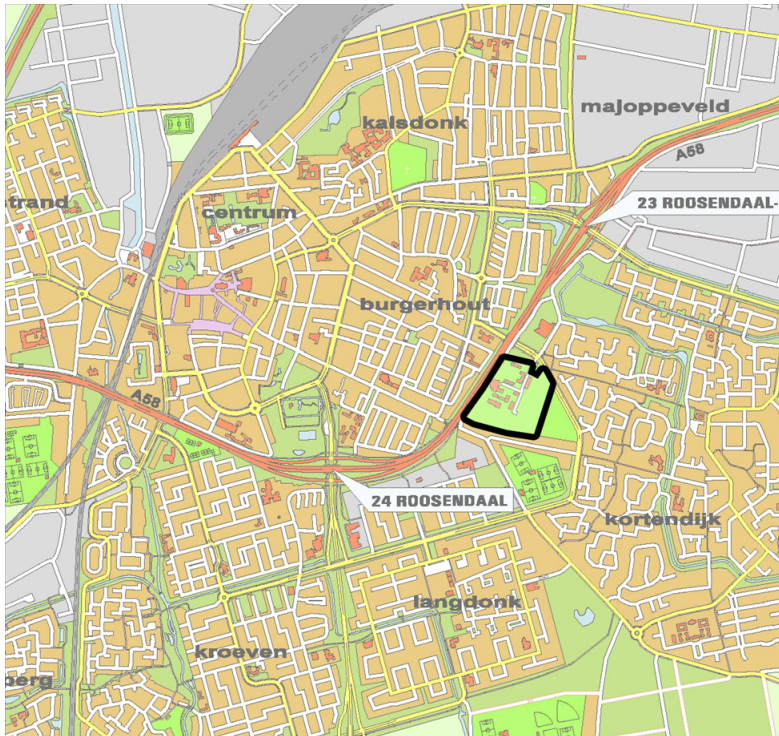 majoppeveld
kalsdonk
A58
trand
centrum
23 ROOSENDAAL-
burgerhout
A58
24 ROOSENDAAL
kortendijk
langdonk
kroeven
berg